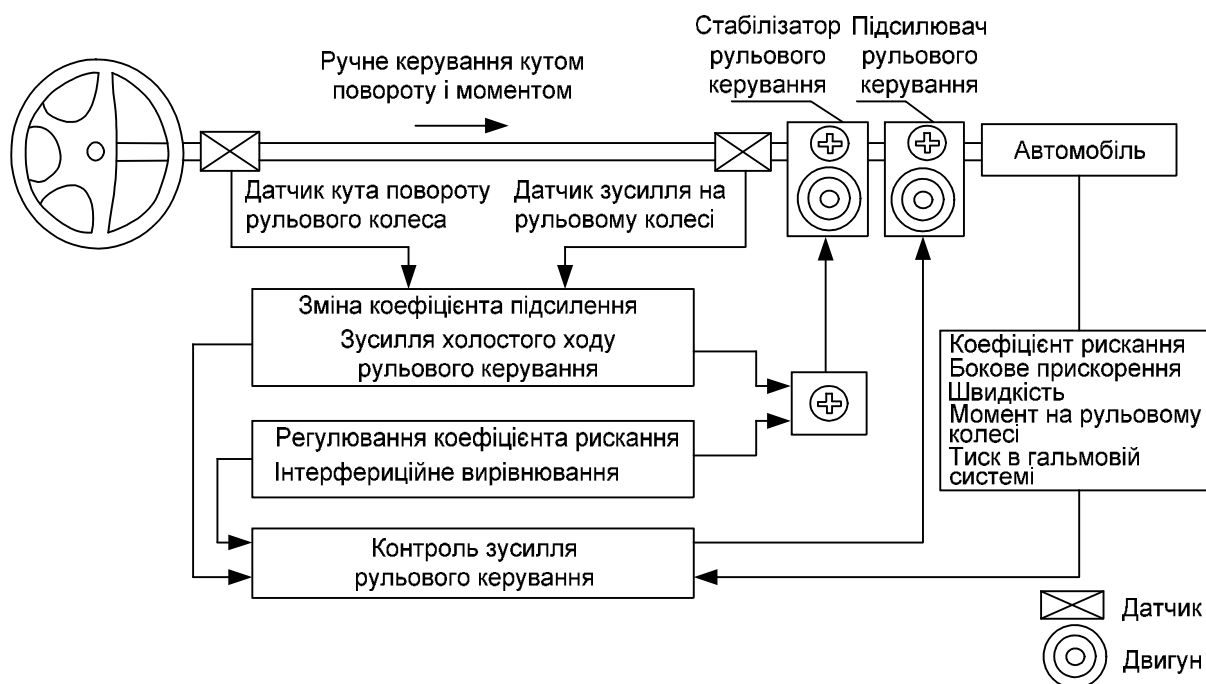 Стабілізатор
рульового
керування
Підсилювач
рульового
керування
Ручне керування кутом
повороту і моментом
Автомобіль
Датчик кута повороту
рульового колеса
Датчик зусилля на
рульовому колесі
Зміна коефіцієнта підсилення
Зусилля холостого ходу
рульового керування
Коефіцієнт рискання
Бокове прискорення
Швидкість
Момент на рульовому
колесі
Тиск в гальмовій
системі
Регулювання коефіцієнта рискання
Інтерфериційне вирівнювання
Контроль зусилля
рульового керування
Датчик
Двигун